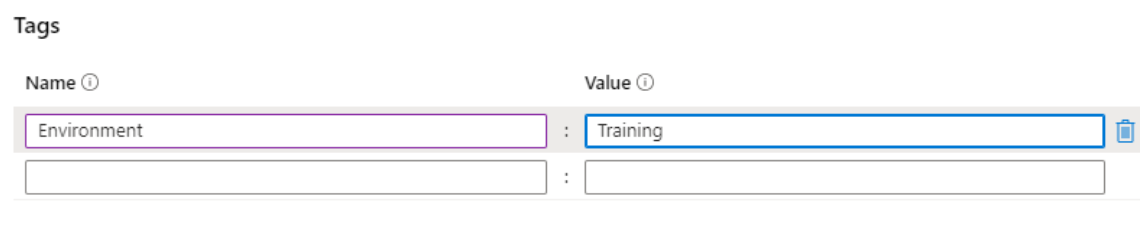 Tags
Name Value
Environment : Training
: